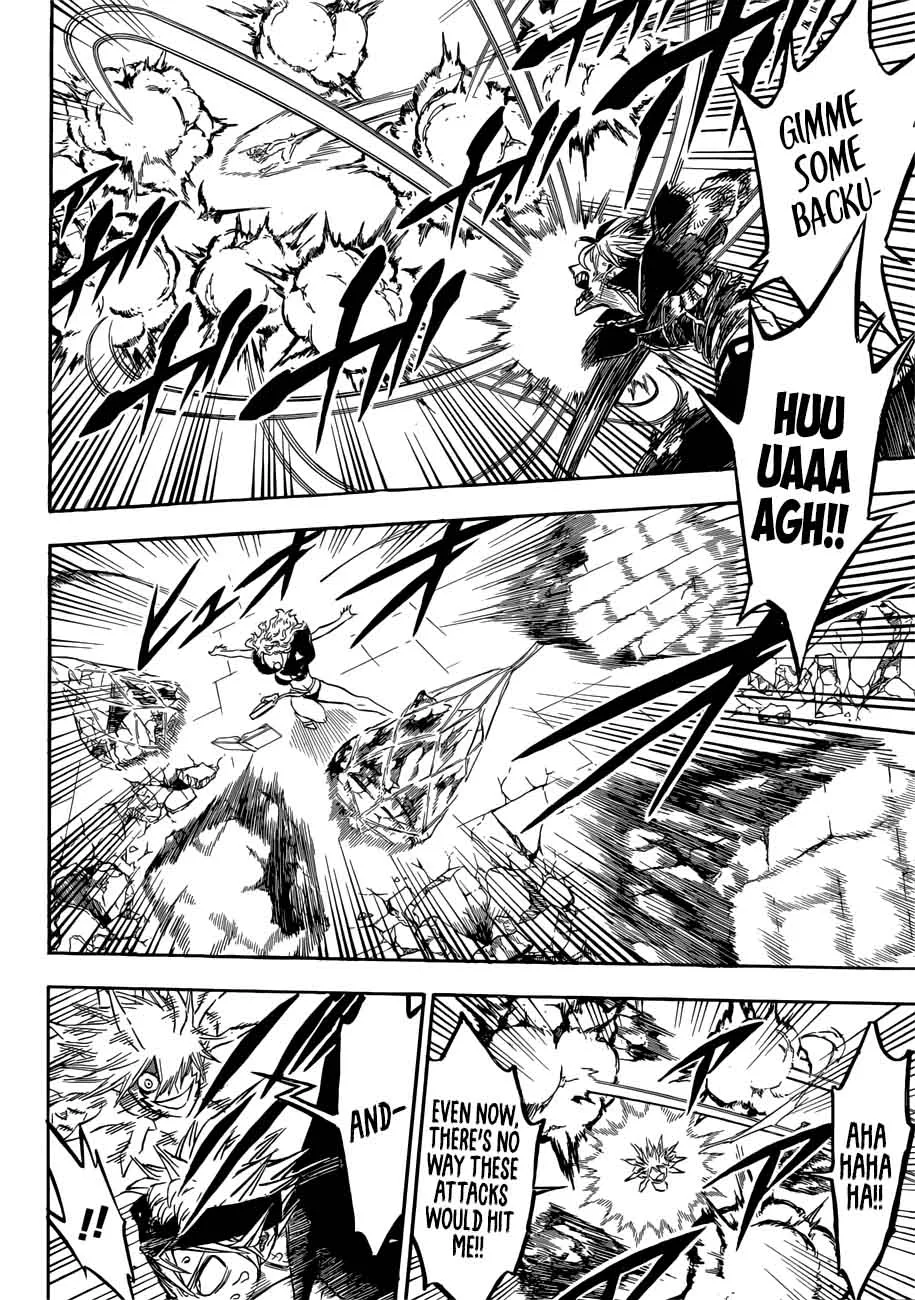 GIMME
SOME
BACKU-
HUU
UAAA
AGH!!
AHA
HAHA
HA!!
EVEN NOW,
THERE'S NO
WAY THESE
ATTACKS
WOULD HIT
ME!!
AND-
!!